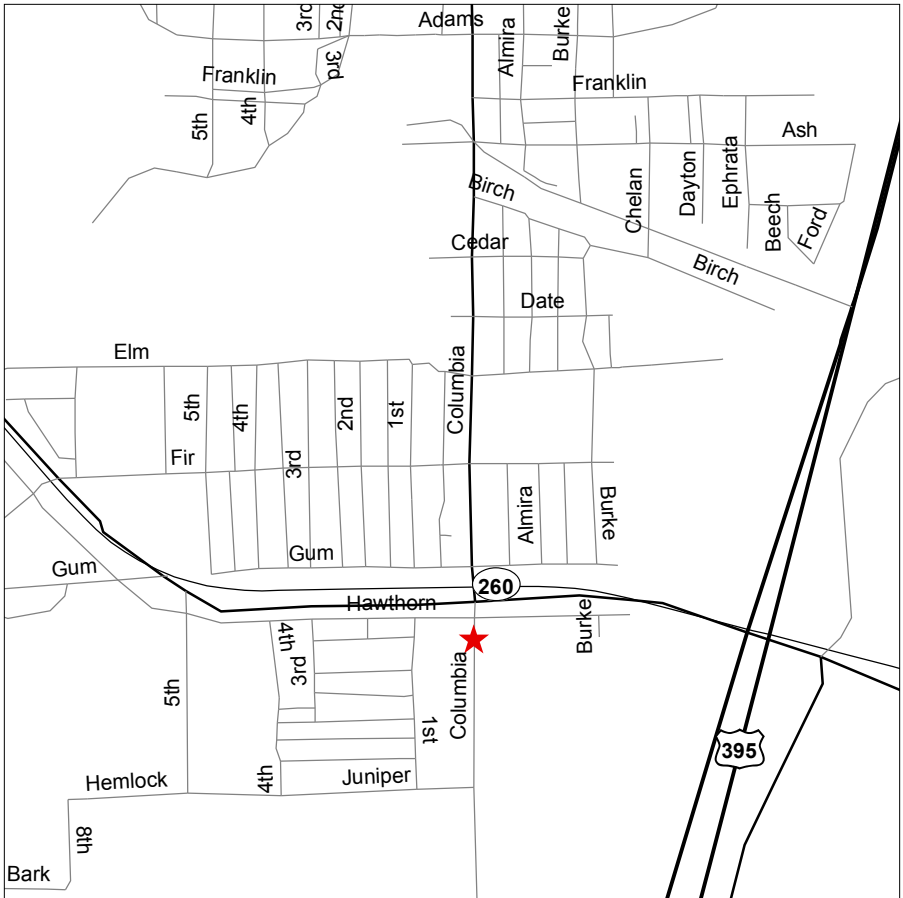 3rd
2nd
Adams
Almira
Burke
3rd
Franklin
Franklin
4th
5th
Ash
Chelan
Dayton
Ephrata
Birch
Beech
Ford
Cedar
Birch
Date
Elm
Columbia
5th
4th
2nd
1st
Fir
3rd
Almira
Burke
Gum
Gum
260
Hawthorn
Burke
4th
3rd
5th
Columbia
1st
395
Hemlock
4th
Juniper
8th
Bark